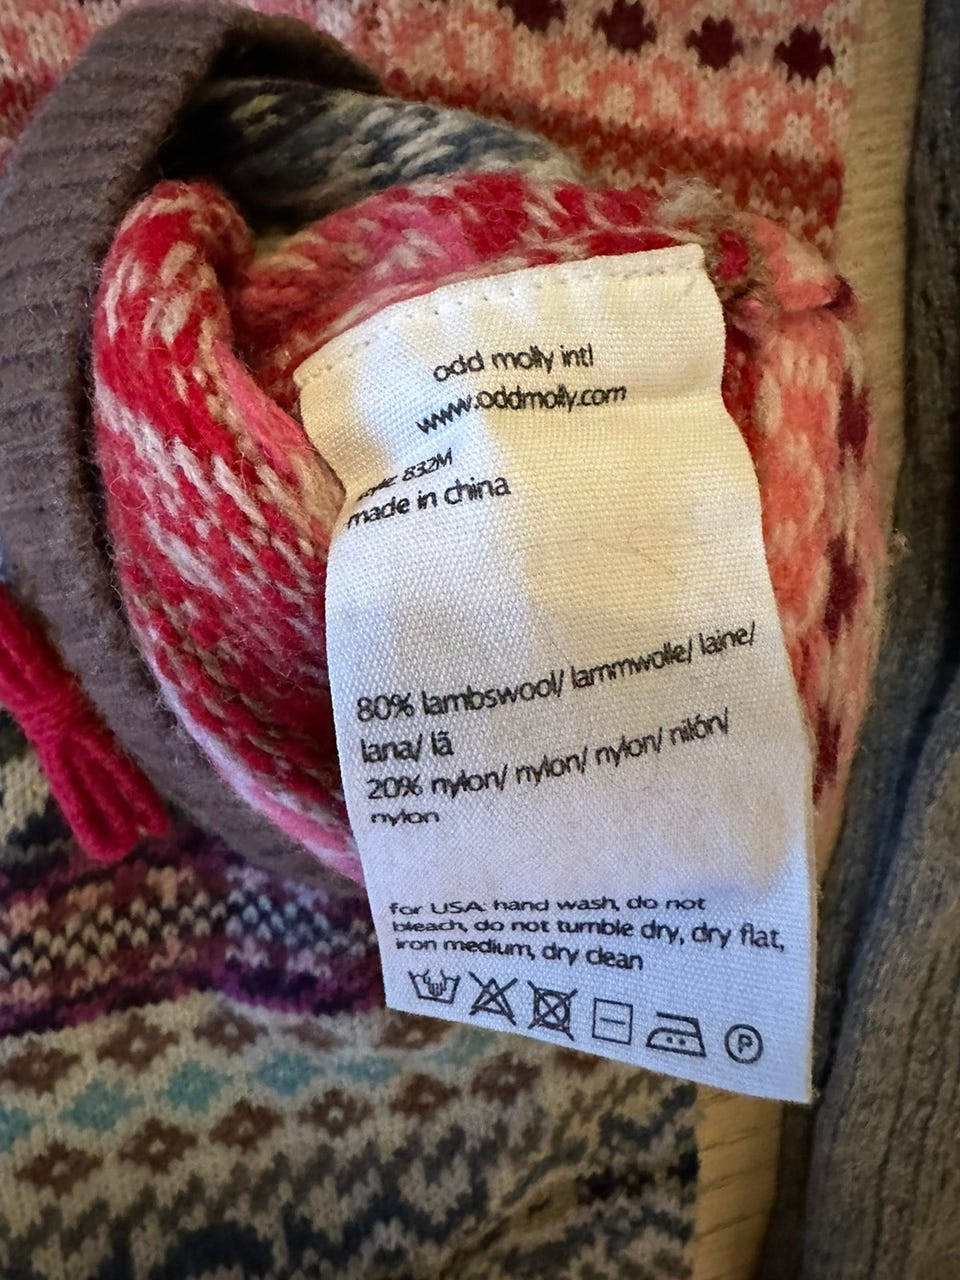 odd molly intl
www.oddmolly.com
832M
made in china
80% lambswool/ lammwolle/ laine/
lana/ lã
20% nylon/ nylon/ nylon/ nilón/
nylon
for USA: hand wash, do not
bleach, do not tumble dry, dry flat,
iron medium, dry clean
P